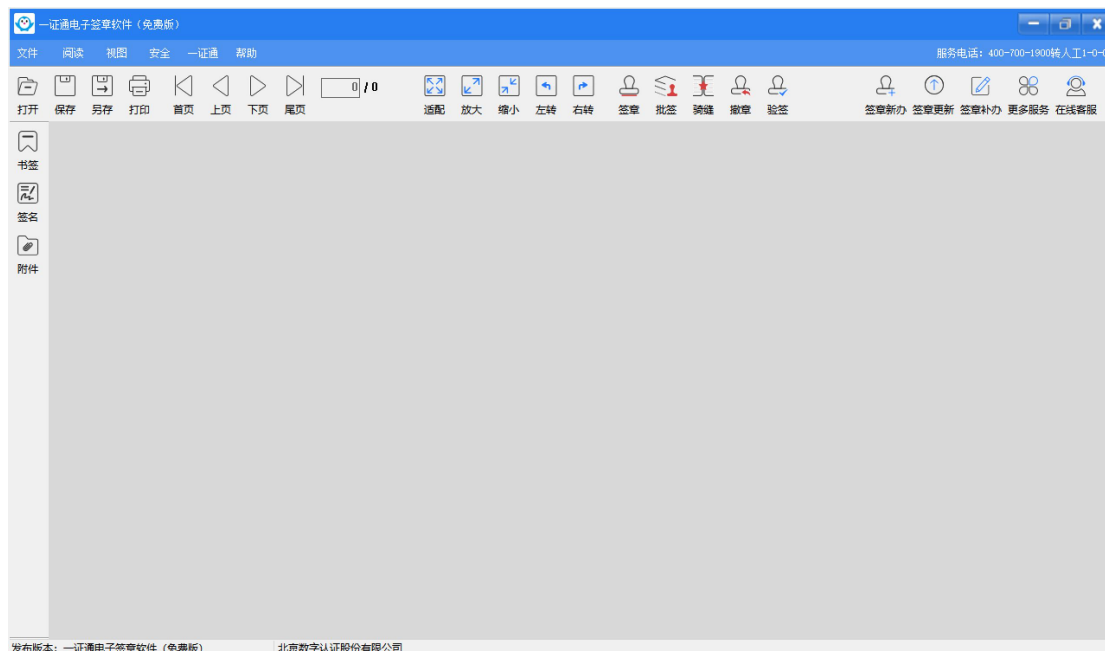 一证通电子签章软件（免费版）
文件 阅读 视图 安全 一证通 帮助 服务电话：400-700-1900转人工1-0-0
0 / 0
打开 保存 另存 打印 首页 上页 下页 尾页 适配 放大 缩小 左转 右转 签章 批签 骑缝 撤章 验签 签章新办 签章更新 签章补办 更多服务 在线客服
书签
签名
附件
发布版本：一证通电子签章软件（免费版） 北京数字认证股份有限公司